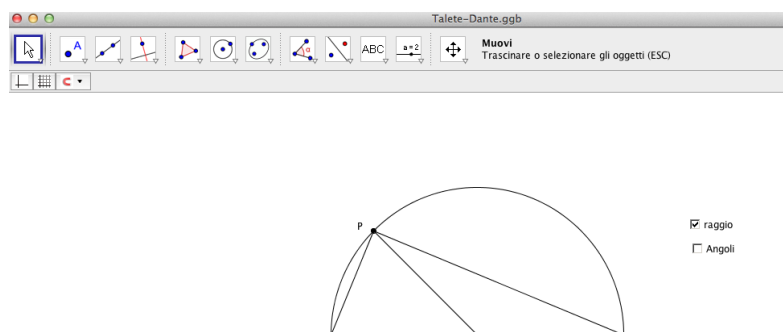 Talete-Dante.ggb
A
α
ABC
a=2
Muovi
Trascinare o selezionare gli oggetti (ESC)
P
raggio
Angoli